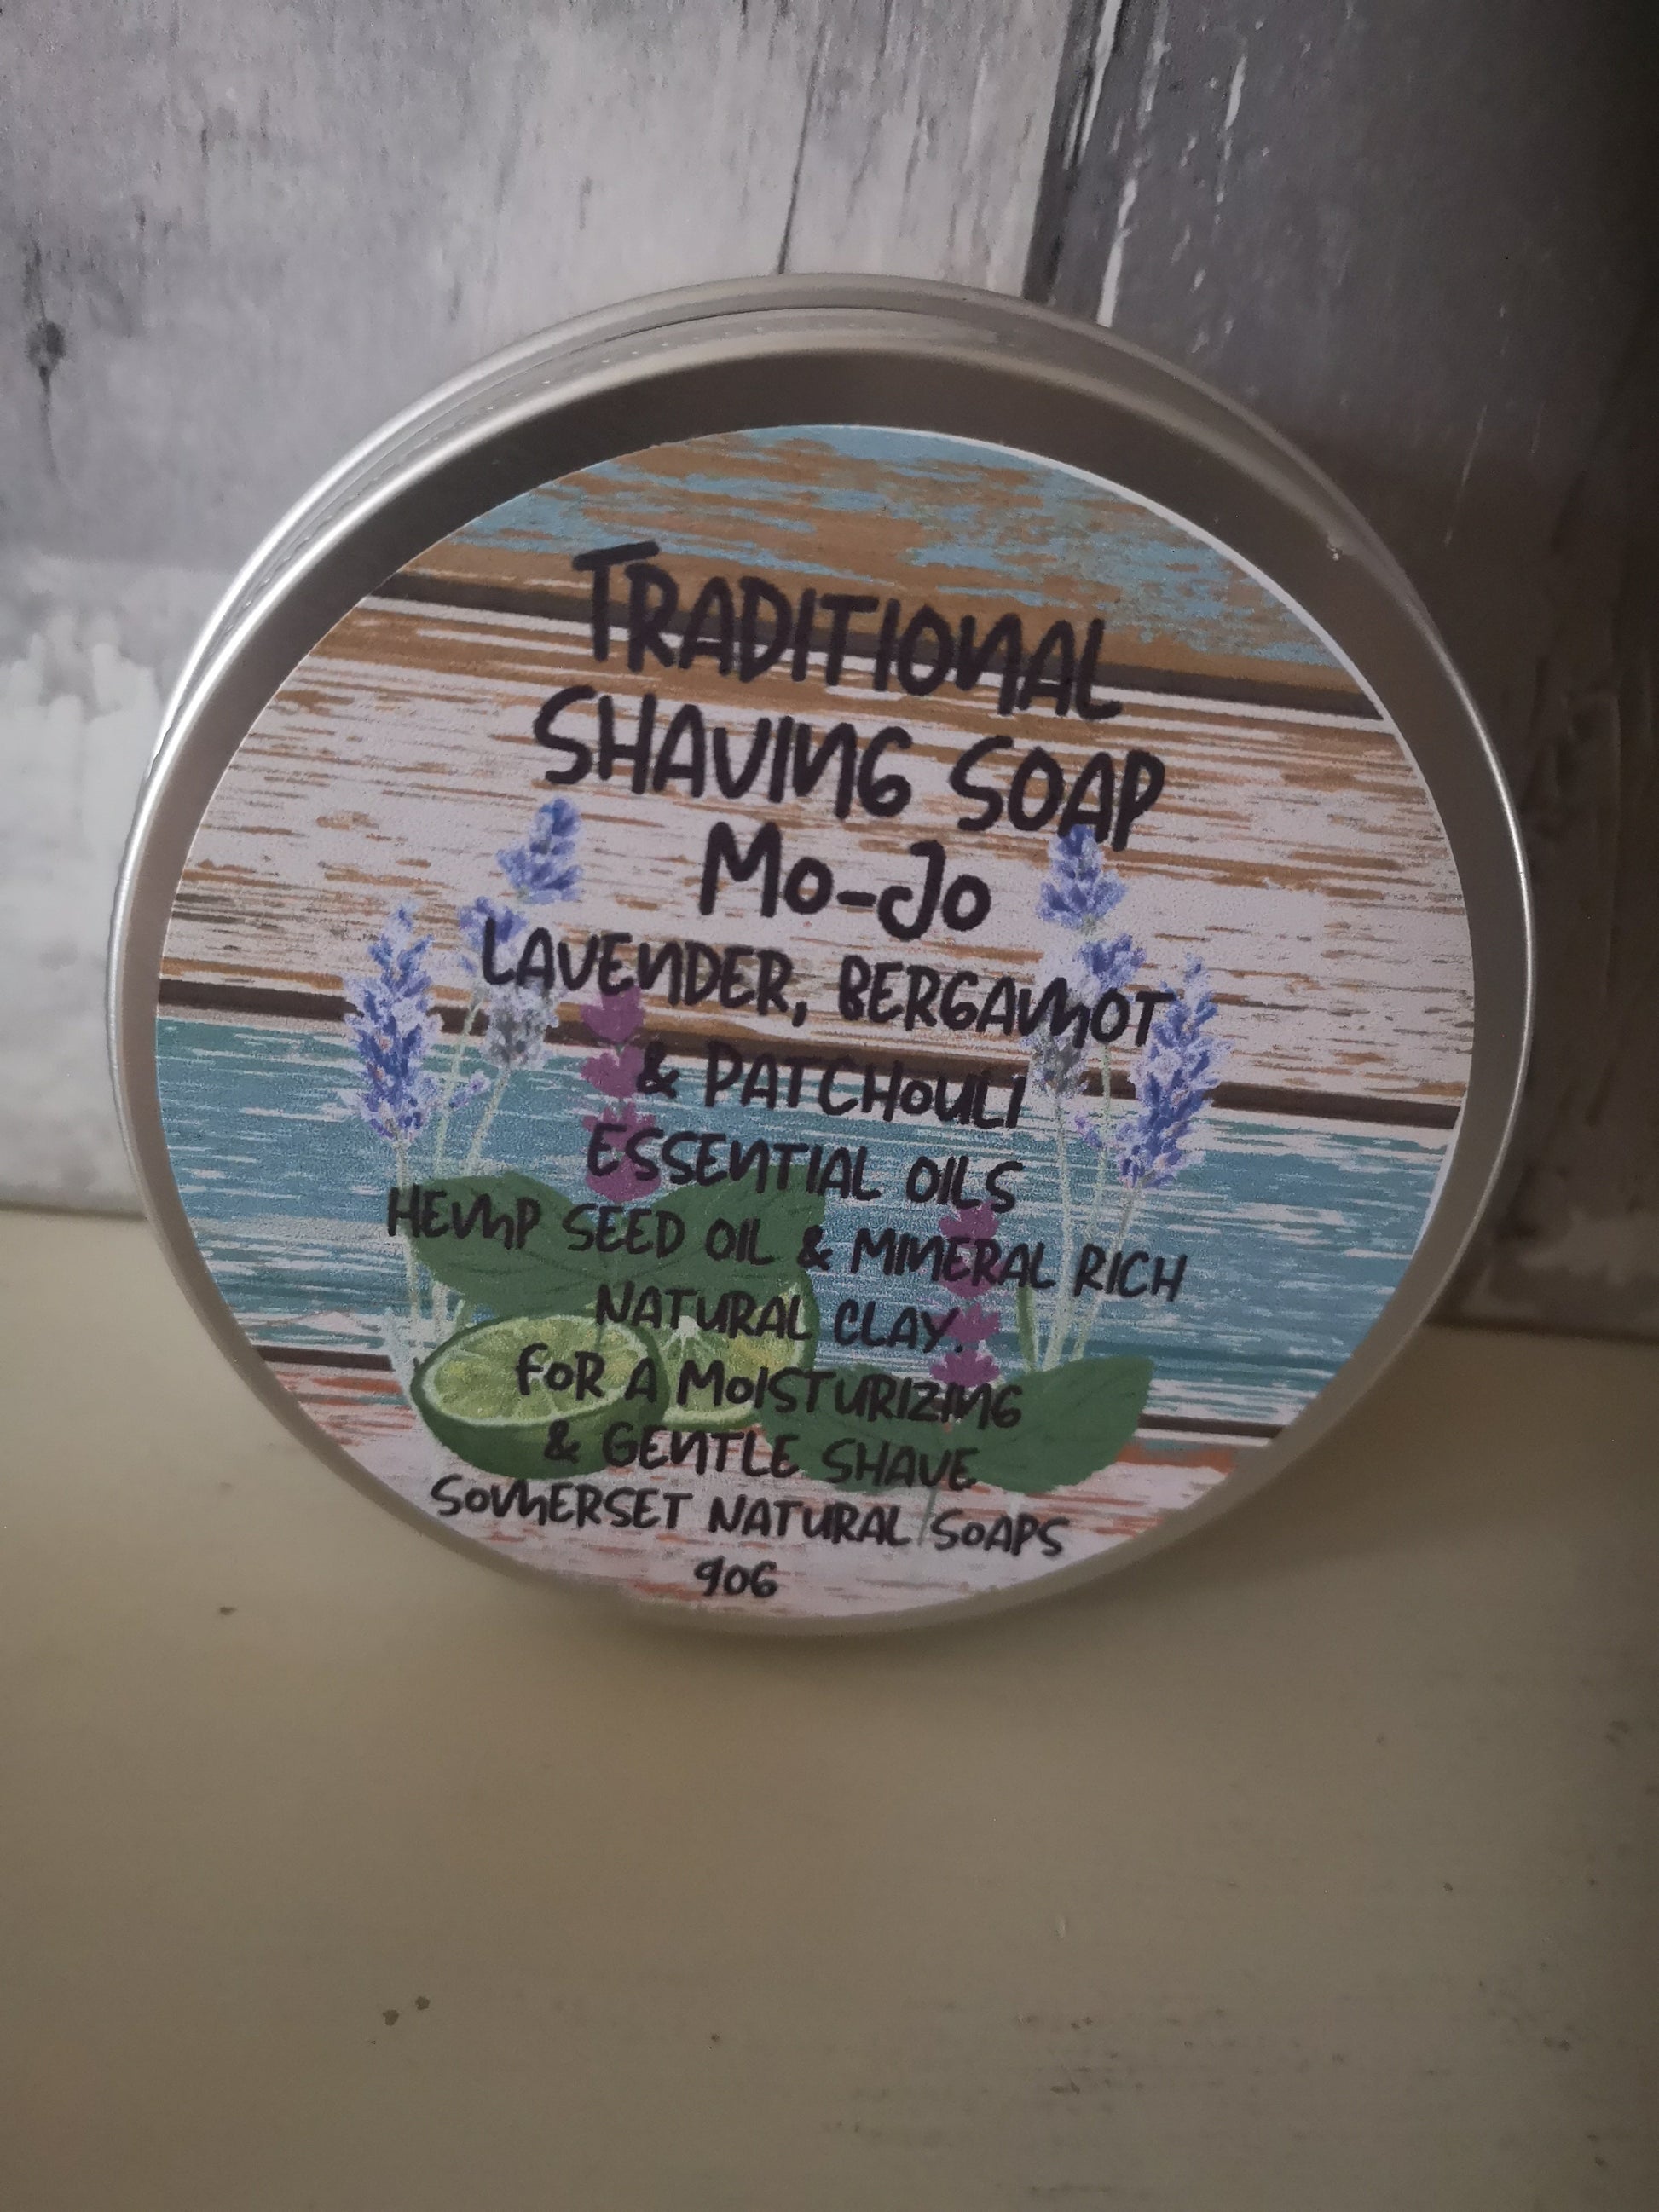 TRADITIONAL
SHAVING SOAP
MO-JO
LAVENDER, BERGAMOT
& PATCHOULI
ESSENTIAL OILS
HEMP SEED OIL & MINERAL RICH
NATURAL CLAY.
FOR A MOISTURIZING
& GENTLE SHAVE
SOMERSET NATURAL SOAPS
90G